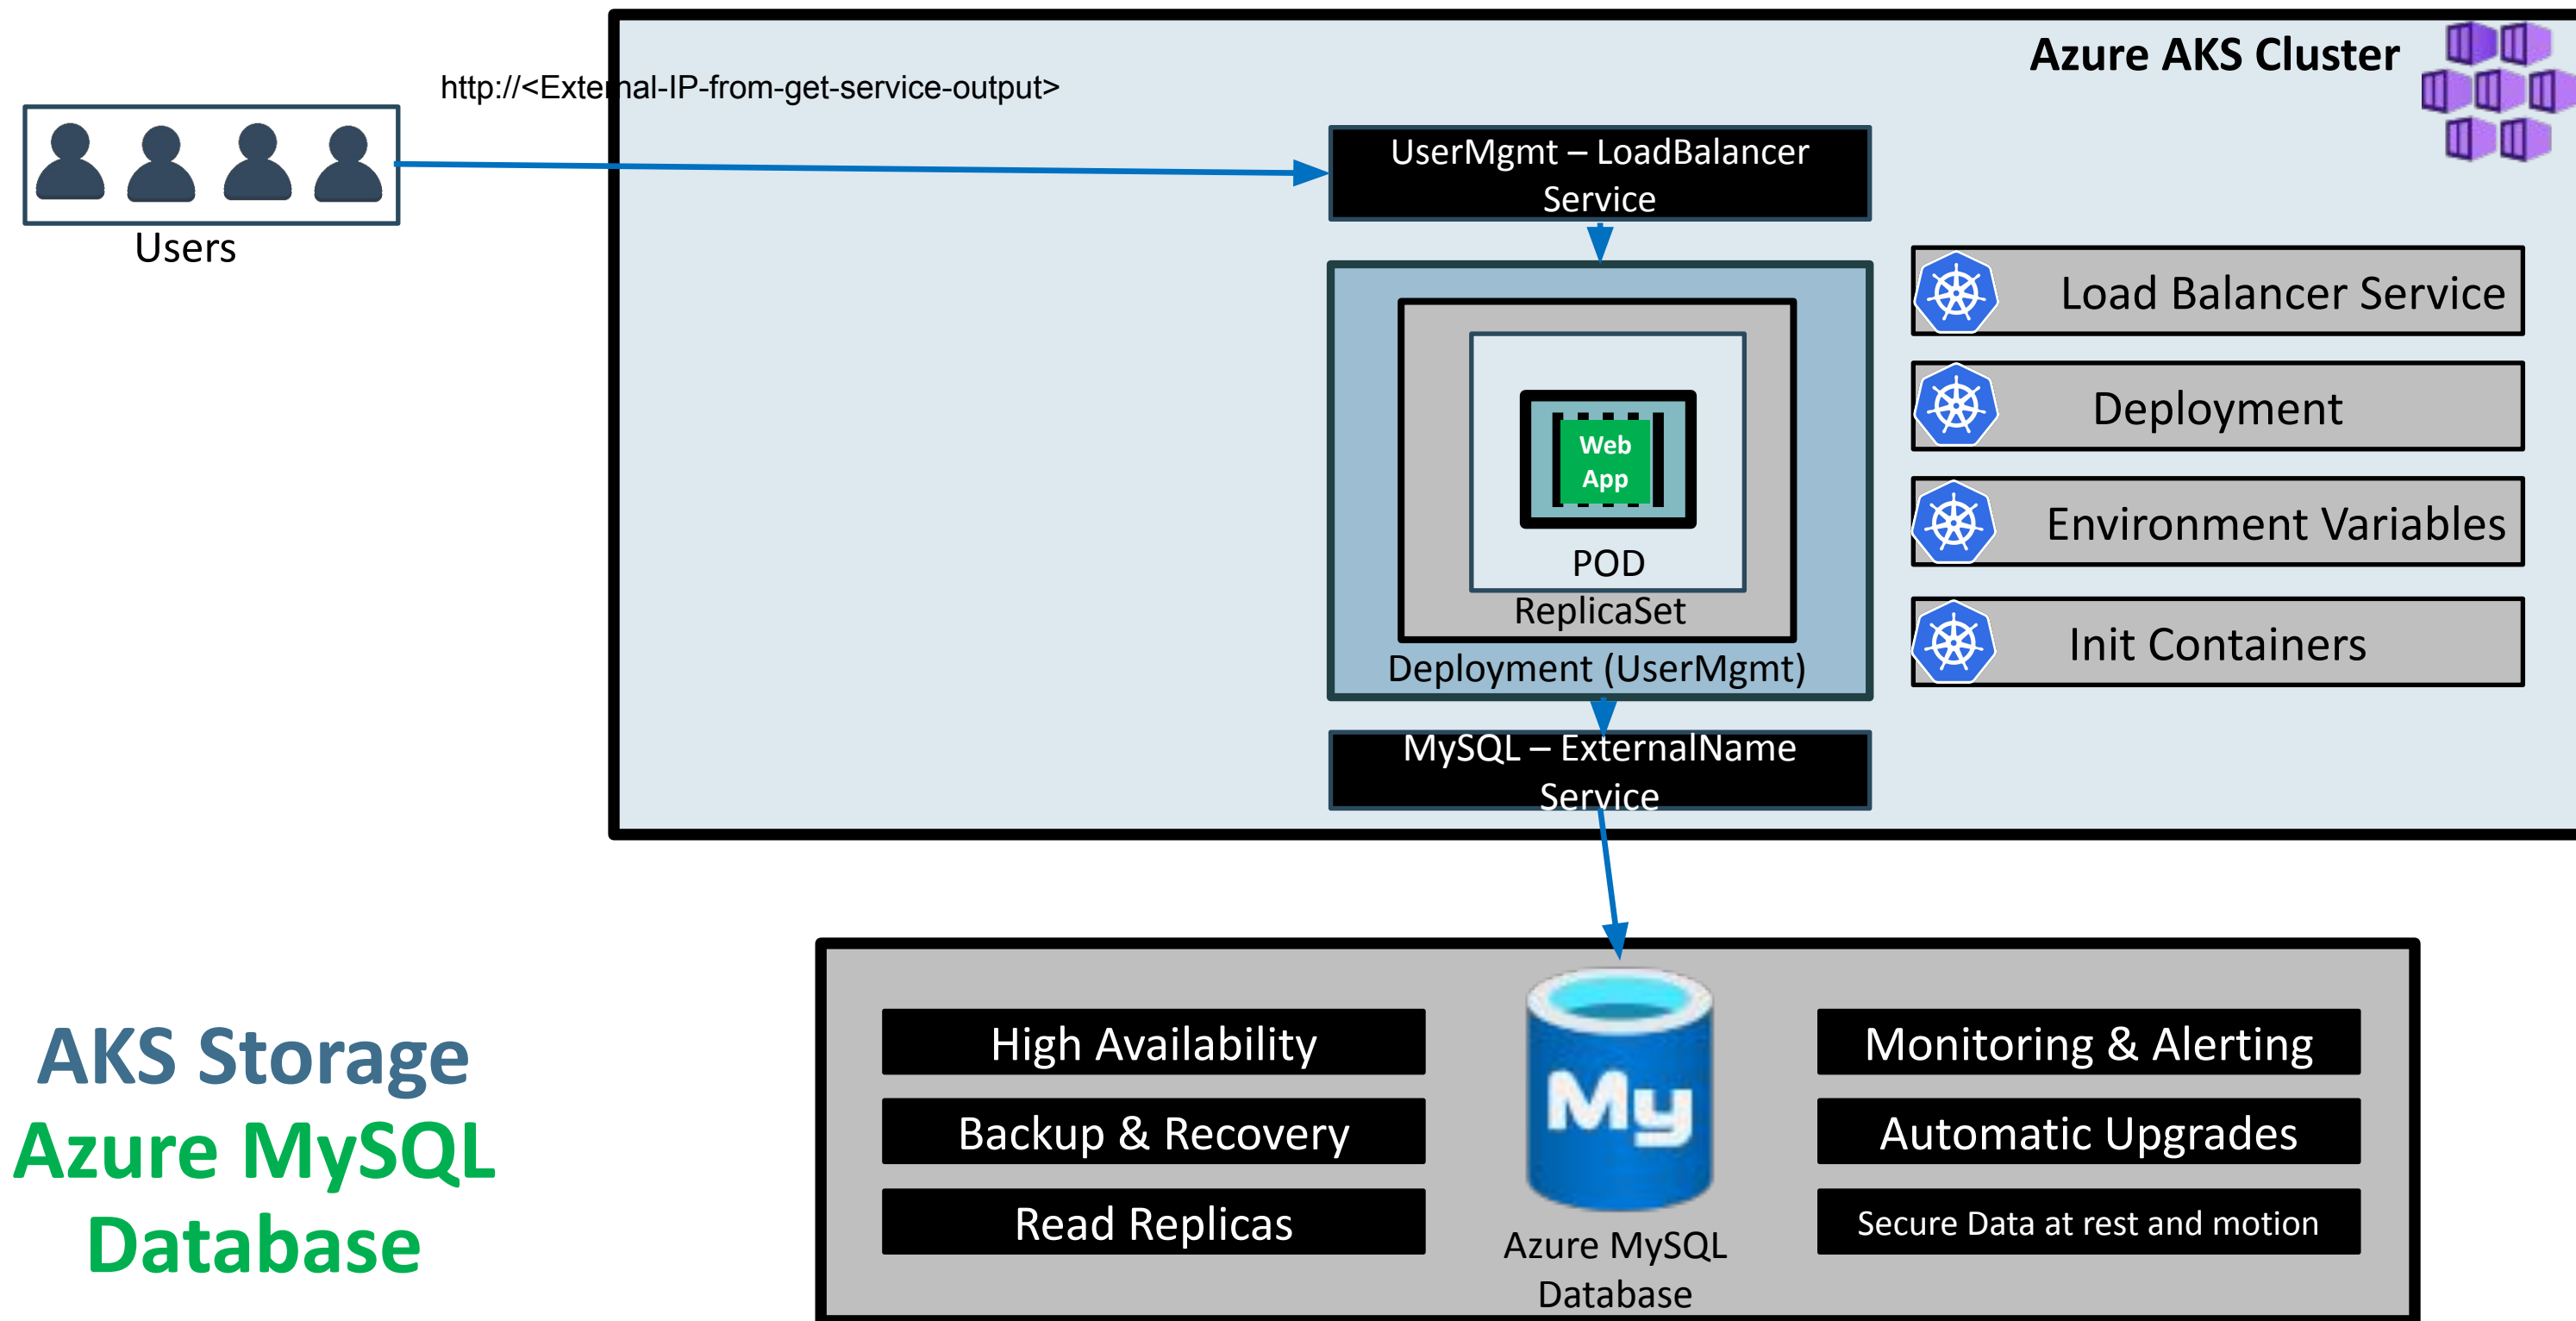 Azure AKS Cluster
http://<External-IP-from-get-service-output>
Users
UserMgmt – LoadBalancer
Service
Web
App
POD
ReplicaSet
Deployment (UserMgmt)
MySQL – ExternalName
Service
Load Balancer Service
Deployment
Environment Variables
Init Containers
AKS Storage
Azure MySQL
Database
High Availability
Backup & Recovery
Read Replicas
My
Azure MySQL
Database
Monitoring & Alerting
Automatic Upgrades
Secure Data at rest and motion